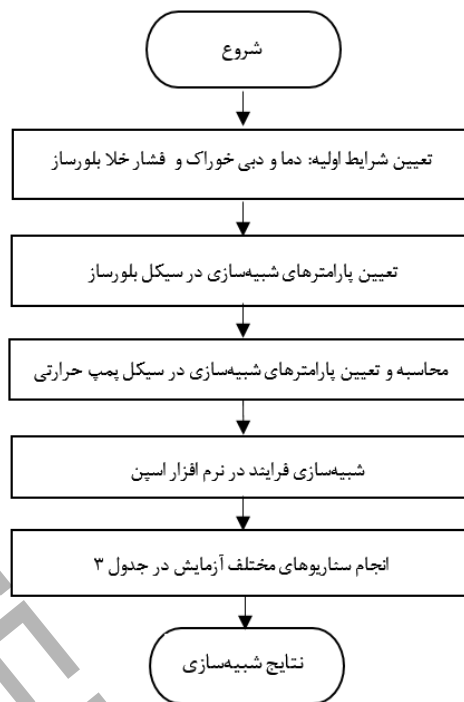 شروع
تعیین شرایط اولیه: دما و دبی خوراک و فشار خلا بلورساز
تعیین پارامترهای شبیه‌سازی در سیکل بلورساز
محاسبه و تعیین پارامترهای شبیه‌سازی در سیکل پمپ حرارتی
شبیه‌سازی فرایند در نرم افزار اسپن
انجام سناریوهای مختلف آزمایش در جدول ۳
نتایج شبیه‌سازی